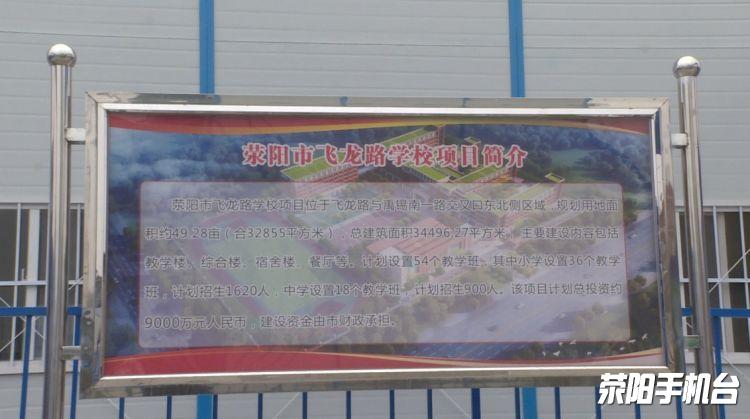 荥阳市飞龙路学校项目简介
荥阳市飞龙路学校项目位于飞龙路与禹锡南一路交叉口东北侧区域，规划用地面
积约49.28亩（合32855平方米），总建筑面积34496.27平方米，主要建设内容包括
教学楼、综合楼、宿舍楼、餐厅等。计划设置54个教学班。其中小学设置36个教学
班，计划招生1620人，中学设置18个教学班，计划招生900人。该项目计划总投资约
9000万元人民币，建设资金由市财政承担。
荥阳手机台